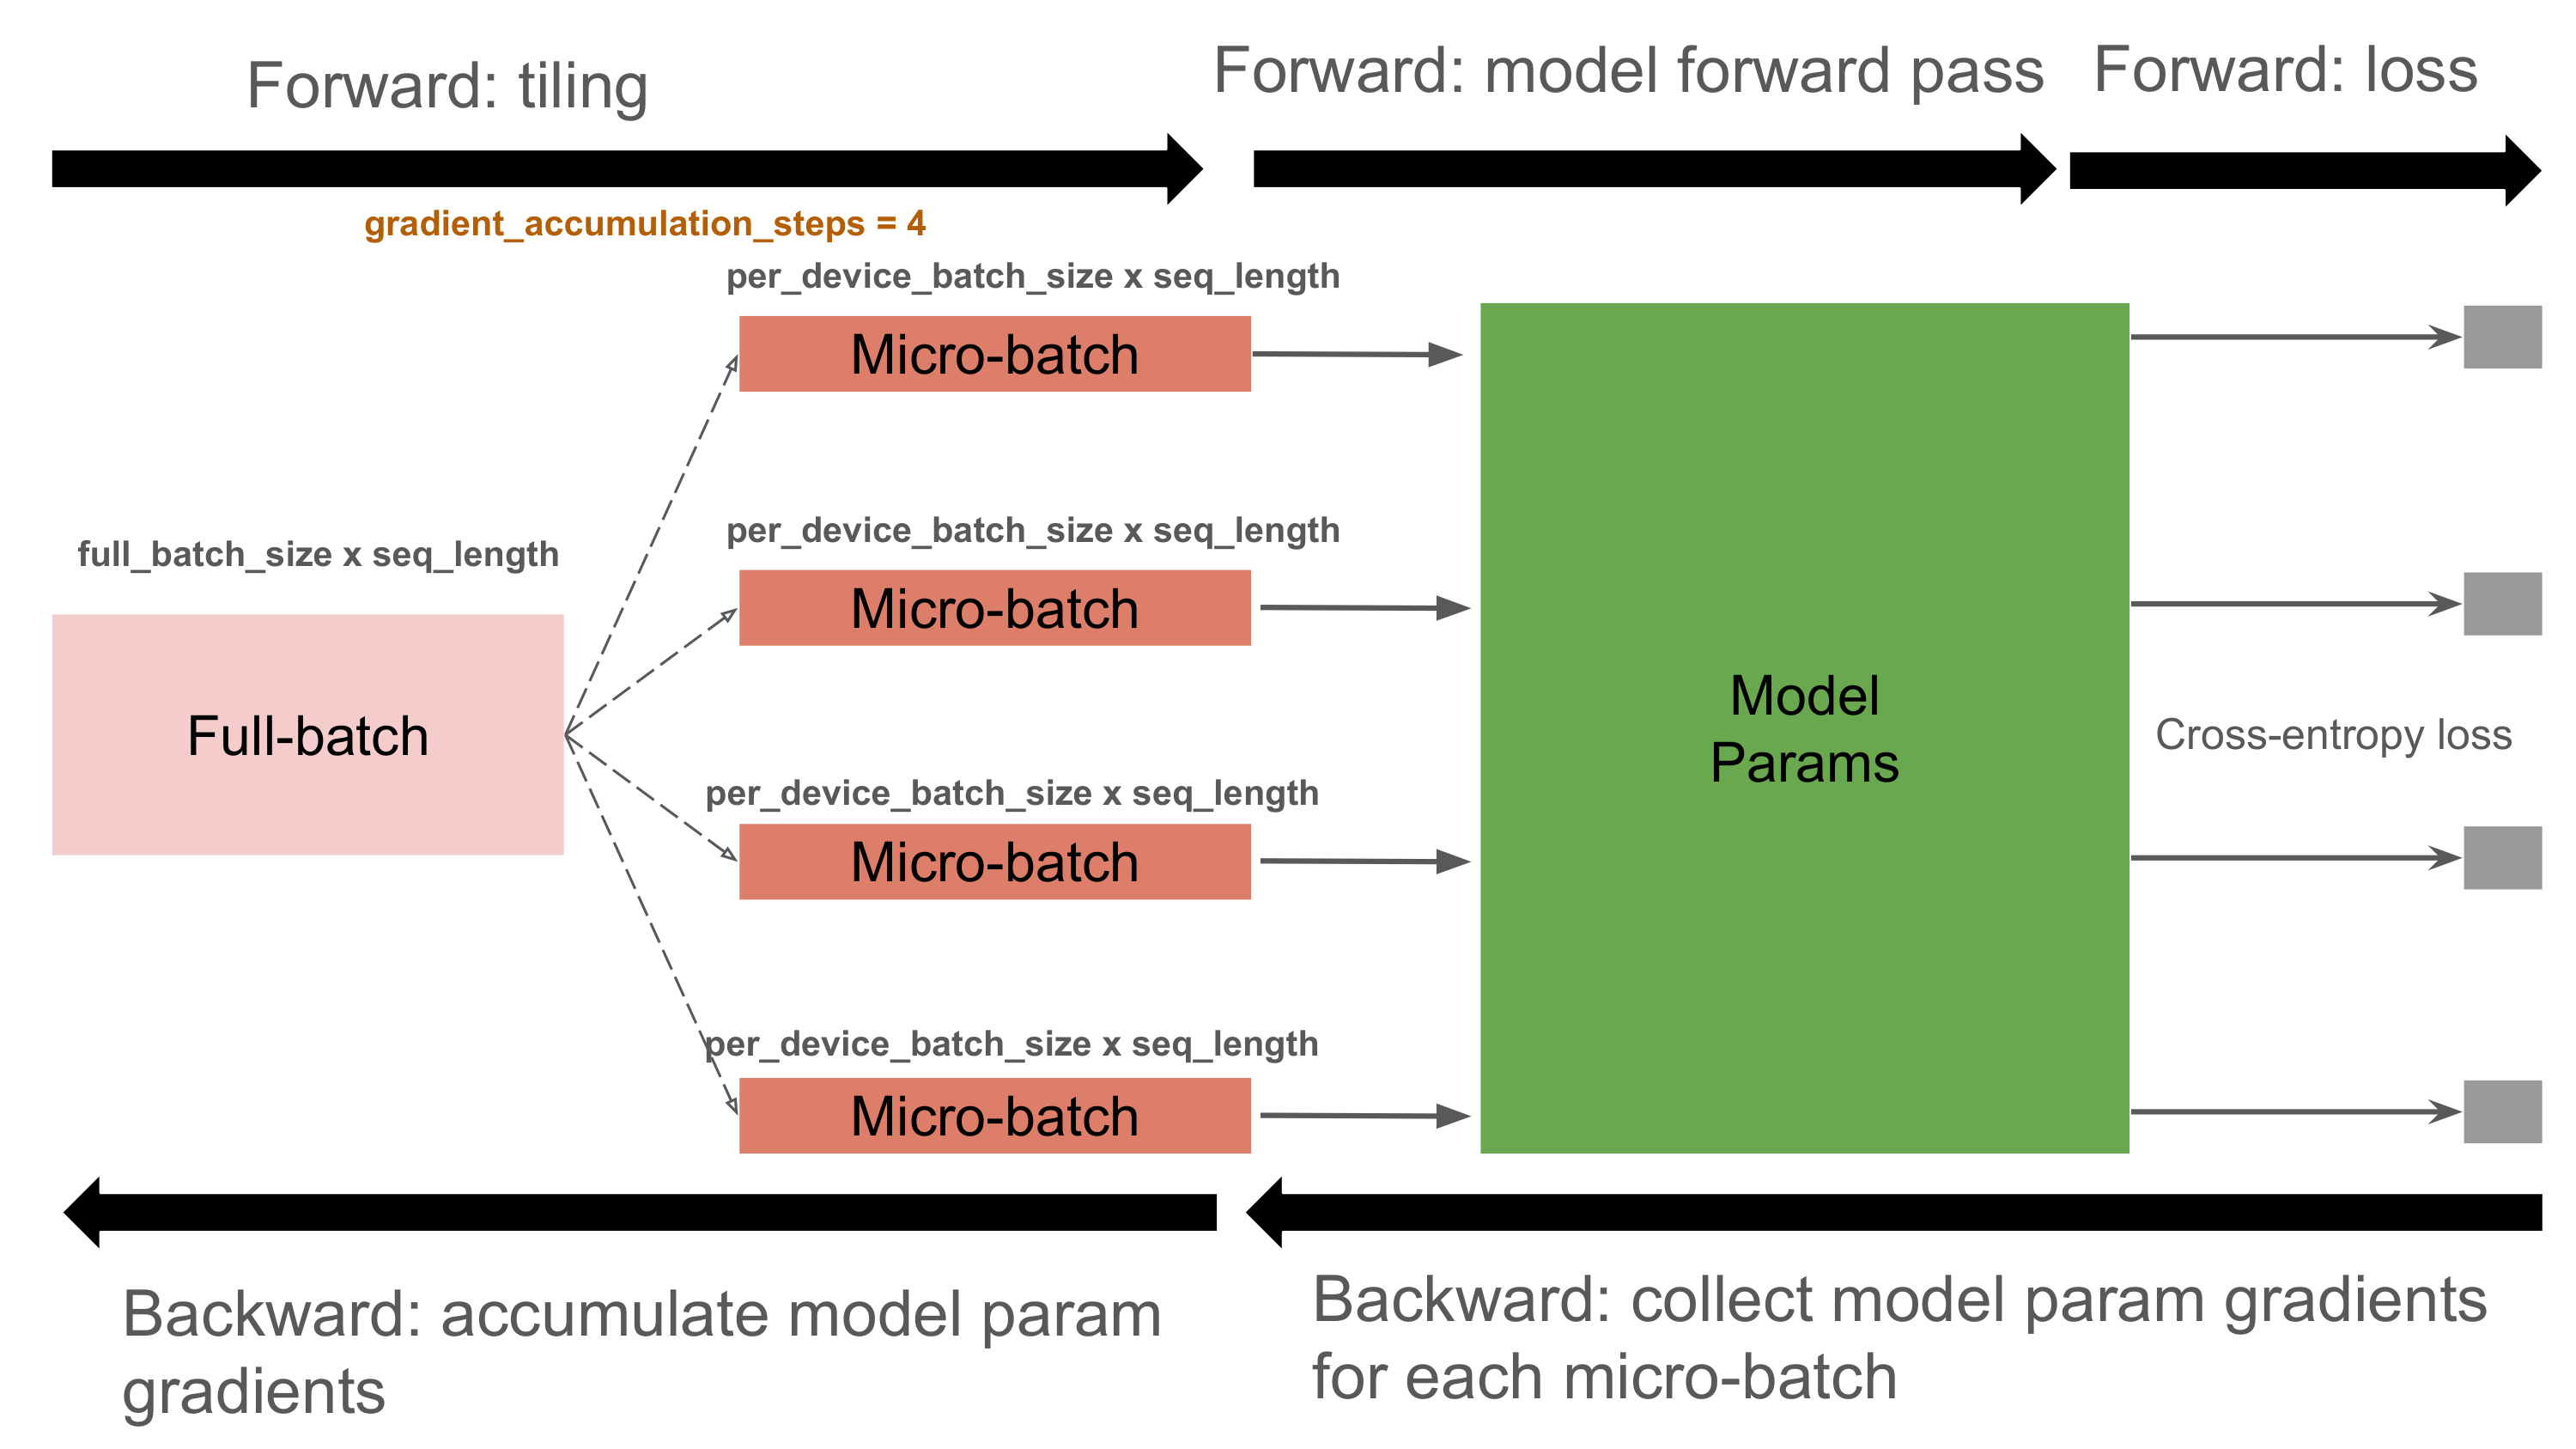 Forward: tiling
Forward: model forward pass
Forward: loss
gradient_accumulation_steps = 4
per_device_batch_size x seq_length
Micro-batch
per_device_batch_size x seq_length
full_batch_size x seq_length
Micro-batch
Full-batch
Model
Params
Cross-entropy loss
per_device_batch_size x seq_length
Micro-batch
per_device_batch_size x seq_length
Micro-batch
Backward: accumulate model param
gradients
Backward: collect model param gradients
for each micro-batch